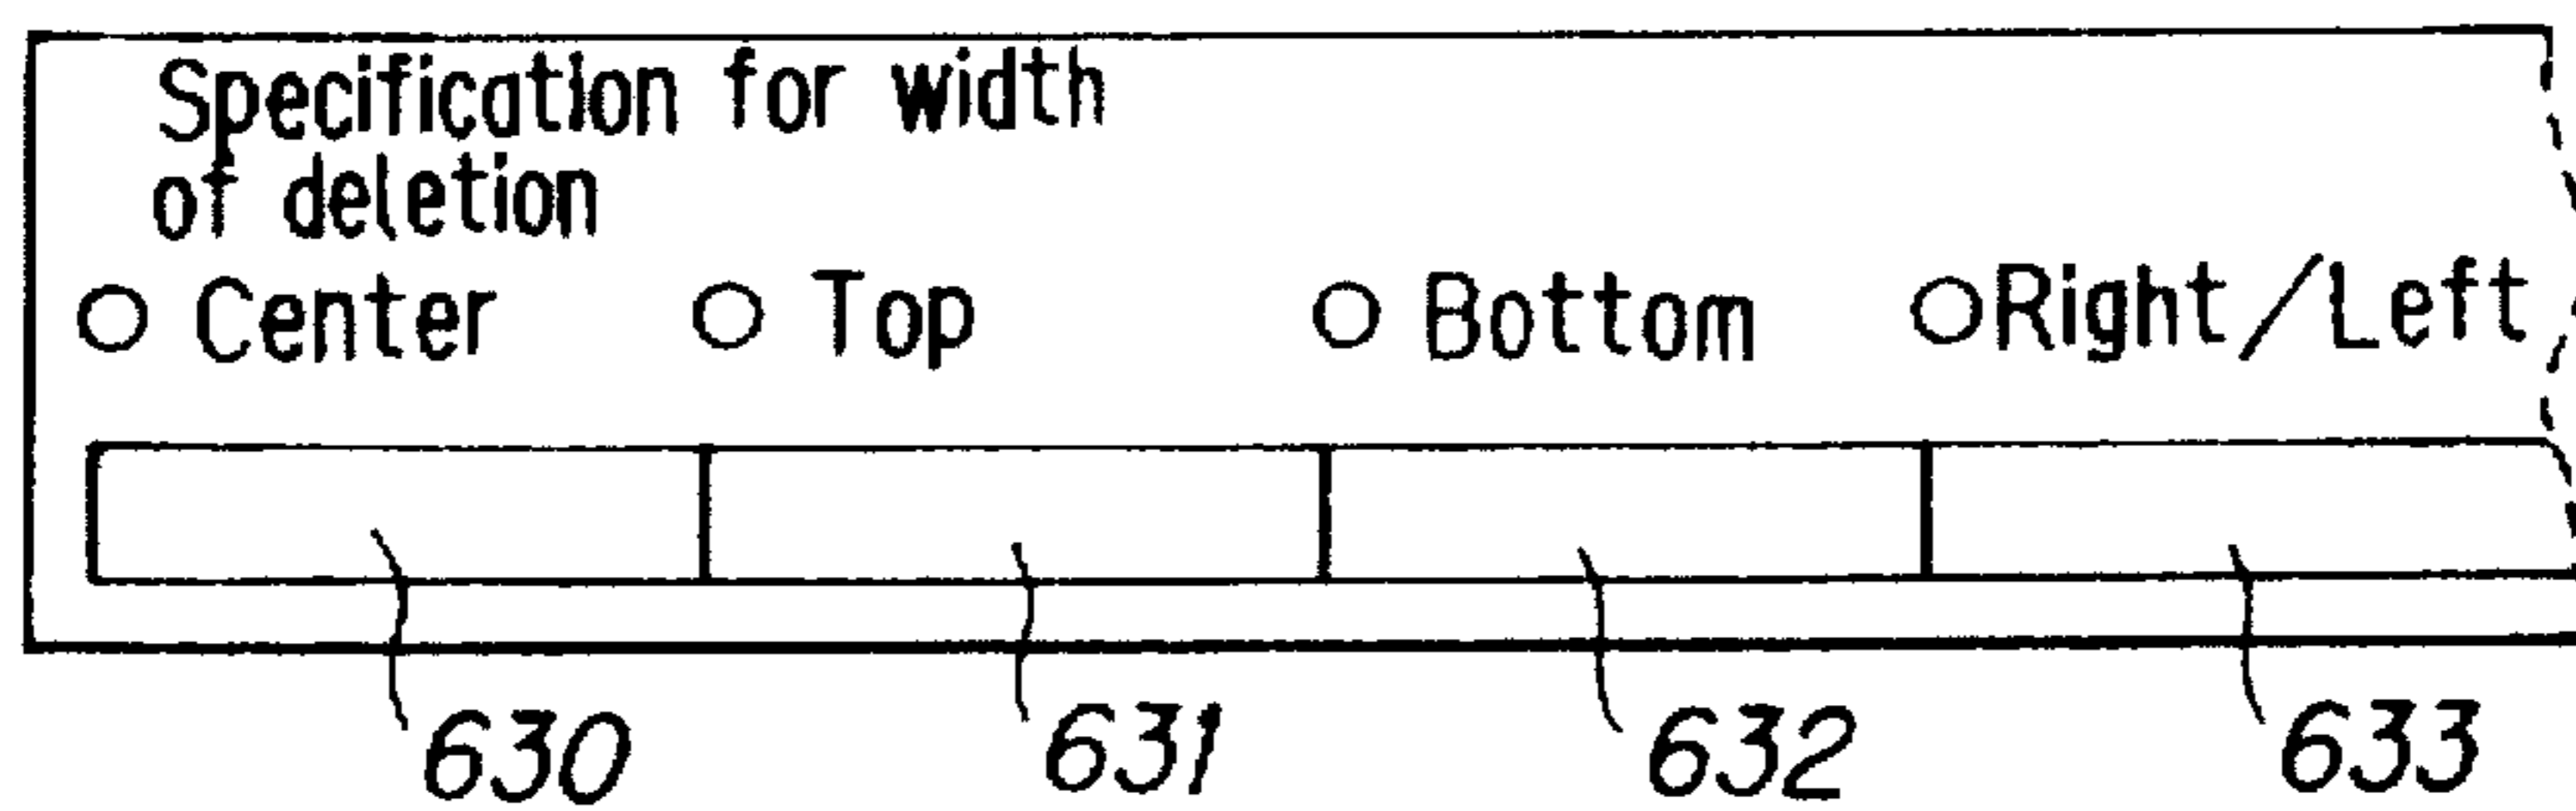 Specification for width
of deletion
○ Center ○ Top ○ Bottom ○ Right/Left
630 631 632 633